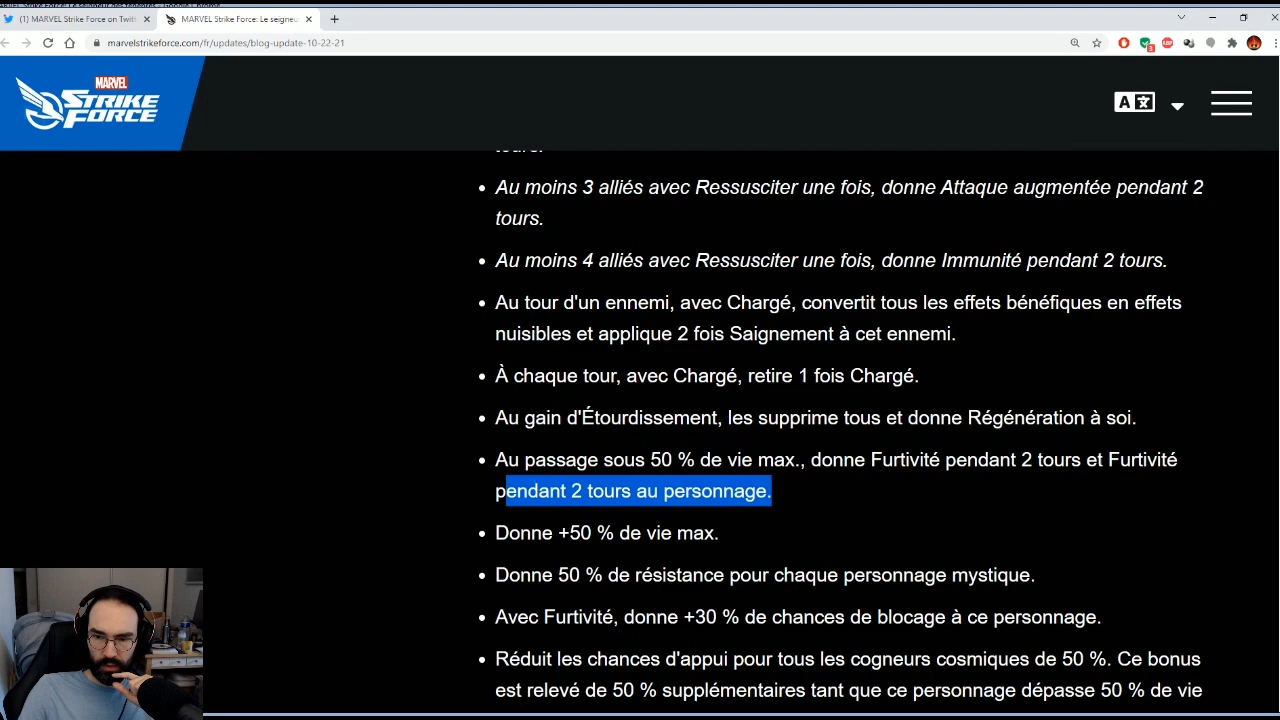 (1) MARVEL Strike Force on Twit
MARVEL Strike Force: Le seigneu
marvelstrikeforce.com/fr/updates/blog-update-10-22-21
MARVEL
STRIKE
FORCE
A 文
tours.
• Au moins 3 alliés avec Ressusciter une fois, donne Attaque augmentée pendant 2
tours.
• Au moins 4 alliés avec Ressusciter une fois, donne Immunité pendant 2 tours.
• Au tour d'un ennemi, avec Chargé, convertit tous les effets bénéfiques en effets
nuisibles et applique 2 fois Saignement à cet ennemi.
• À chaque tour, avec Chargé, retire 1 fois Chargé.
• Au gain d'Étourdissement, les supprime tous et donne Régénération à soi.
• Au passage sous 50 % de vie max., donne Furtivité pendant 2 tours et Furtivité
pendant 2 tours au personnage.
• Donne +50 % de vie max.
• Donne 50 % de résistance pour chaque personnage mystique.
• Avec Furtivité, donne +30 % de chances de blocage à ce personnage.
• Réduit les chances d'appui pour tous les cogneurs cosmiques de 50 %. Ce bonus
est relevé de 50 % supplémentaires tant que ce personnage dépasse 50 % de vie